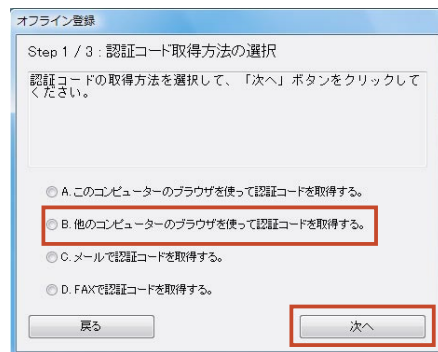 オフライン登録
Step 1 / 3 : 認証コード取得方法の選択
認証コードの取得方法を選択して、「次へ」ボタンをクリックして
ください。
A. このコンピューターのブラウザを使って認証コードを取得する。
B. 他のコンピューターのブラウザを使って認証コードを取得する。
C. メールで認証コードを取得する。
D. FAXで認証コードを取得する。
戻る 次へ